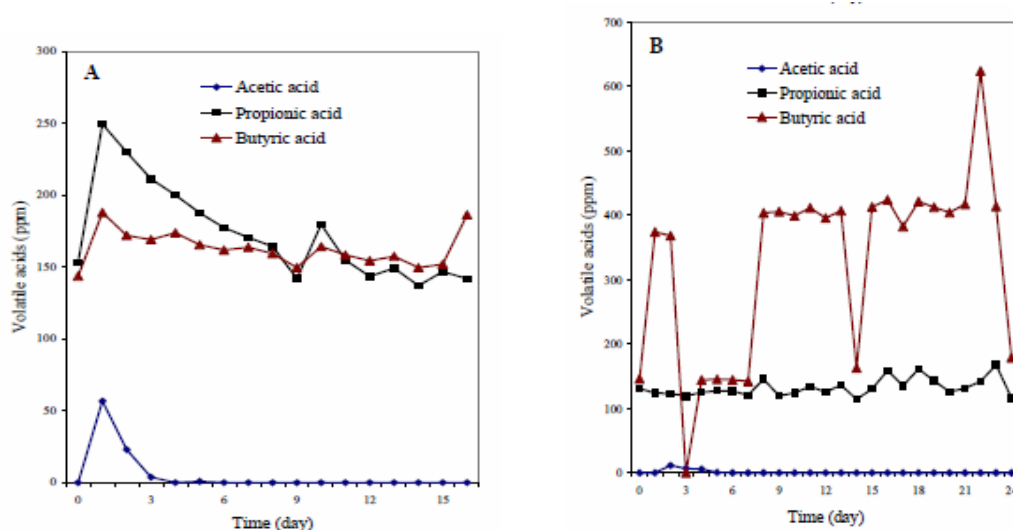 A
Acetic acid
Propionic acid
Butyric acid
300
250
200
150
100
50
0
Volatile acids (ppm)
0 3 6 9 12 15
Time (day)
B
Acetic acid
Propionic acid
Butyric acid
700
600
500
400
300
200
100
0
Volatile acids (ppm)
0 3 6 9 12 15 18 21 24
Time (day)